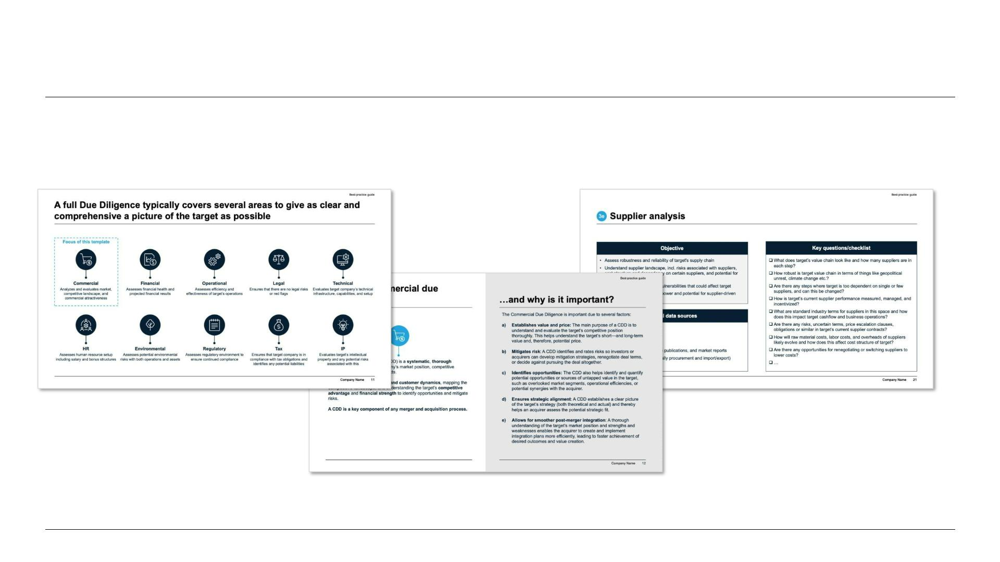 Best-practice guide
A full Due Diligence typically covers several areas to give as clear and
comprehensive a picture of the target as possible
Focus of this template
Commercial
Analyzes and evaluates market,
competitive landscape, and
commercial attractiveness
Financial
Assesses financial health and
projected financial results
Operational
Assesses efficiency and
effectiveness of target's operations
Legal
Ensures that there are no legal risks
or red flags
Technical
Evaluates target company's technical
infrastructure, capabilities, and setup
HR
Assesses human resource setup
including salary and bonus structures
Environmental
Assesses potential environmental
risks with both operations and assets
Regulatory
Assesses regulatory environment to
ensure continued compliance
Tax
Ensures that target company is in
compliance with tax obligations and
identifies any potential liabilities
IP
Evaluates target's intellectual
property and any potential risks
associated with this
Company Name 11
mercial due
DD) is a systematic, thorough
ny's market position, competitive
ts.
and customer dynamics, mapping the
derstanding the target's competitive
advantage and financial strength to identify opportunities and mitigate
risks.
A CDD is a key component of any merger and acquisition process.
Best-practice guide
…and why is it important?
The Commercial Due Diligence is important due to several factors:
a) Establishes value and price: The main purpose of a CDD is to
understand and evaluate the target's competitive position
thoroughly. This helps understand the target's short—and long-term
value and, therefore, potential price.
b) Mitigates risk: A CDD identifies and rates risks so investors or
acquirers can develop mitigation strategies, renegotiate deal terms,
or decide against pursuing the deal altogether.
c) Identifies opportunities: The CDD also helps identify and quantify
potential opportunities or sources of untapped value in the target,
such as overlooked market segments, operational efficiencies, or
potential synergies with the acquirer.
d) Ensures strategic alignment: A CDD establishes a clear picture
of the target's strategy (both theoretical and actual) and thereby
helps an acquirer assess the potential strategic fit.
e) Allows for smoother post-merger integration: A thorough
understanding of the target's market position and strengths and
weaknesses enables the acquirer to create and implement
integration plans more efficiently, leading to faster achievement of
desired outcomes and value creation.
Company Name 12
Best-practice guide
3e Supplier analysis
Objective
• Assess robustness and reliability of target's supply chain
• Understand supplier landscape, incl. risks associated with suppliers,
on certain suppliers, and potential for
ulnerabilities that could affect target
ower and potential for supplier-driven
l data sources
publications, and market reports
lly procurement and import/export)
Key questions/checklist
❑ What does target's value chain look like and how many suppliers are in
each step?
❑ How robust is target value chain in terms of things like geopolitical
unrest, climate change etc.?
❑ Are there any steps where target is too dependent on single or few
suppliers, and can this be changed?
❑ How is target's current supplier performance measured, managed, and
incentivized?
❑ What are standard industry terms for suppliers in this space and how
does this impact target cashflow and business operations?
❑ Are there any risks, uncertain terms, price escalation clauses,
obligations or similar in target's current supplier contracts?
❑ How will raw material costs, labor costs, and overheads of suppliers
likely evolve and how does this affect cost structure of target?
❑ Are there any opportunities for renegotiating or switching suppliers to
lower costs?
❑ …
Company Name 21